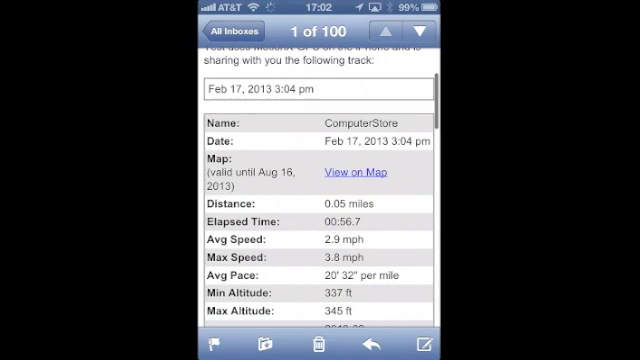 AT&T 17:02 99%
All Inboxes 1 of 100
sharing with you the following track:
Feb 17, 2013 3:04 pm
Name: ComputerStore
Date: Feb 17, 2013 3:04 pm
Map:
(valid until Aug 16, View on Map
2013)
Distance: 0.05 miles
Elapsed Time: 00:56.7
Avg Speed: 2.9 mph
Max Speed: 3.8 mph
Avg Pace: 20' 32" per mile
Min Altitude: 337 ft
Max Altitude: 345 ft